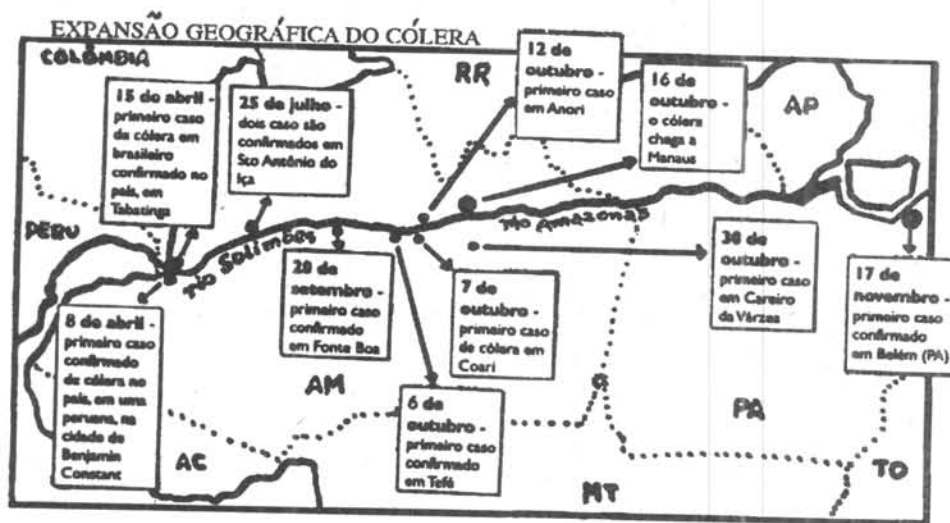 EXPANSÃO GEOGRÁFICA DO CÓLERA
COLÔMBIA
RR
AP
PERU
AM
AC
PA
MT
TO
Rio Solimões
Rio Amazonas
15 de abril -
primeiro caso
de cólera em
brasileiro
confirmado no
país, em
Tabatinga
25 de julho -
dois caso são
confirmados em
Sto Antônio do
Iça
12 de
outubro -
primeiro caso
em Anori
16 de
outubro - 
o cólera
chega a
Manaus
8 de abril -
primeiro caso
confirmado
de cólera no
país, em uma
peruana, na
cidade de
Benjamin
Constant
20 de
setembro -
primeiro caso
confirmado
em Fonte Boa
7 de
outubro -
primeiro caso
de cólera em
Coari
6 de
outubro -
primeiro caso
confirmado
em Tefé
30 de
outubro -
primeiro caso
em Careiro
da Várzea
17 de
novembro -
primeiro caso
confirmado
em Belém (PA)